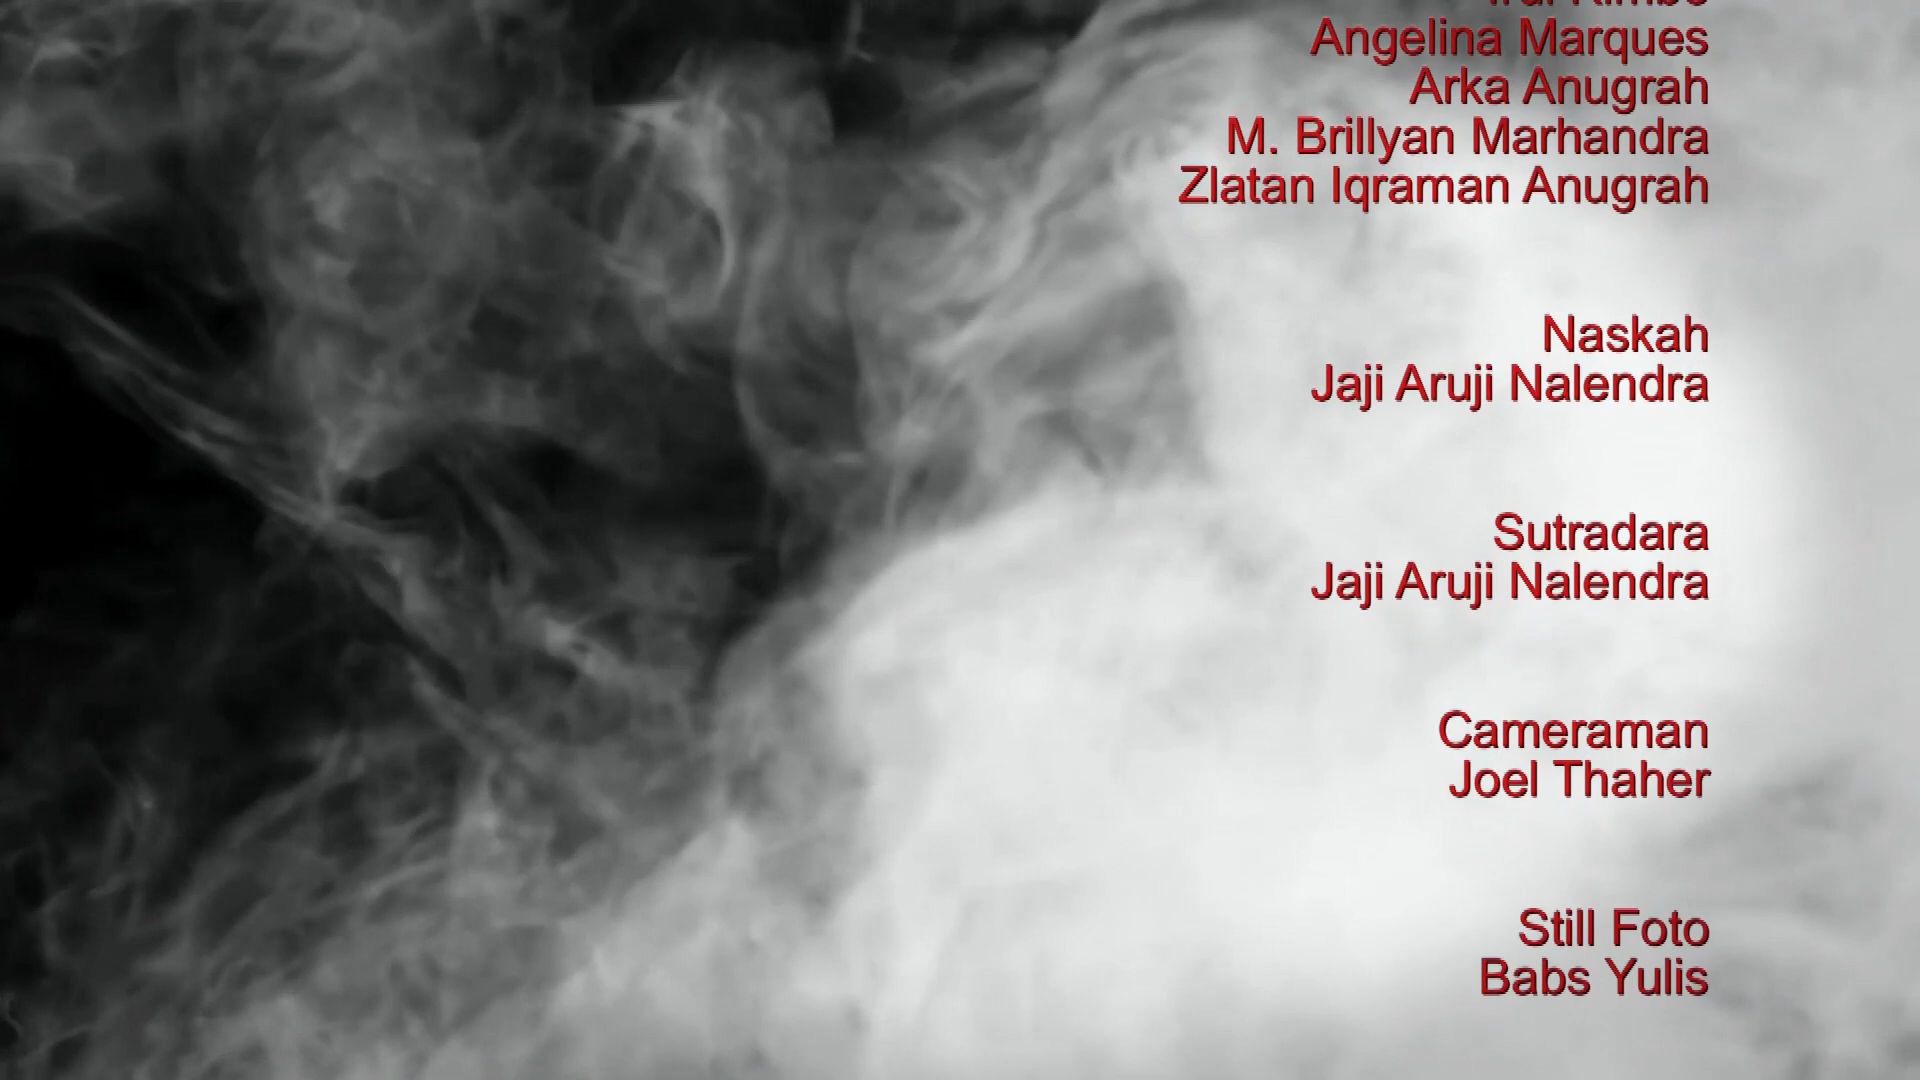 Angelina Marques
Arka Anugrah
M. Brillyan Marhandra
Zlatan Iqraman Anugrah
Naskah
Jaji Aruji Nalendra
Sutradara
Jaji Aruji Nalendra
Cameraman
Joel Thaher
Still Foto
Babs Yulis